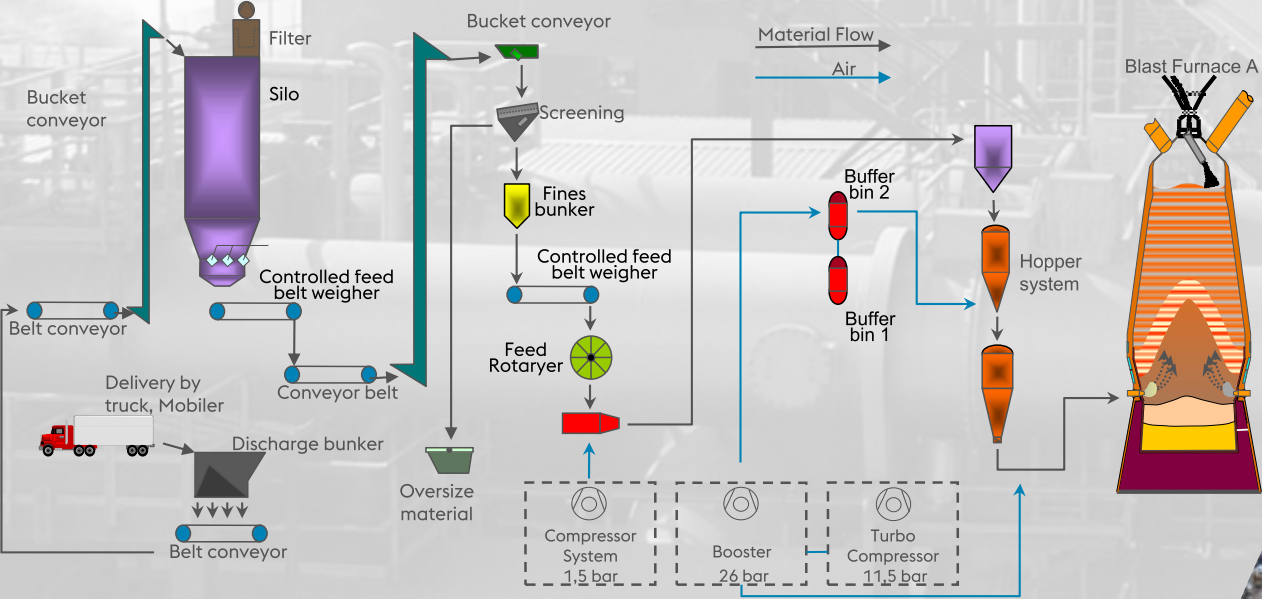 Bucket conveyor
Material Flow
Air
Blast Furnace A
Filter
Silo
Bucket
conveyor
Screening
Fines
bunker
Buffer
bin 2
Controlled feed
belt weigher
Controlled feed
belt weigher
Hopper
system
Belt conveyor
Buffer
bin 1
Feed
Rotaryer
Conveyor belt
Delivery by
truck, Mobiler
Discharge bunker
Oversize
material
Belt conveyor
Compressor
System
1,5 bar
Booster
26 bar
Turbo
Compressor
11,5 bar